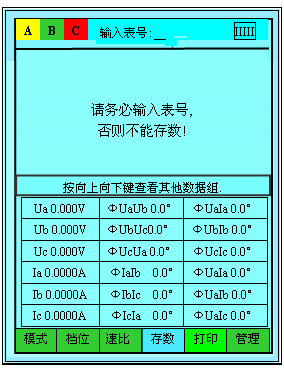 A B C 输入表号:__ IIIII
请务必输入表号,
否则不能存数!
按向上向下键查看其他数据组.
Ua 0.000V ΦUaUb 0.0° ΦUaIa 0.0°
Ub 0.000V ΦUbUc0.0° ΦUbIb 0.0°
Uc 0.000V ΦUcUa 0.0° ΦUcIc 0.0°
Ia 0.0000A ΦIaIb 0.0° ΦUaIa 0.0°
Ib 0.0000A ΦIbIc 0.0° ΦUaIb 0.0°
Ic 0.0000A ΦIcIa 0.0° ΦUaIc 0.0°
模式 档位 速比 存数 打印 管理